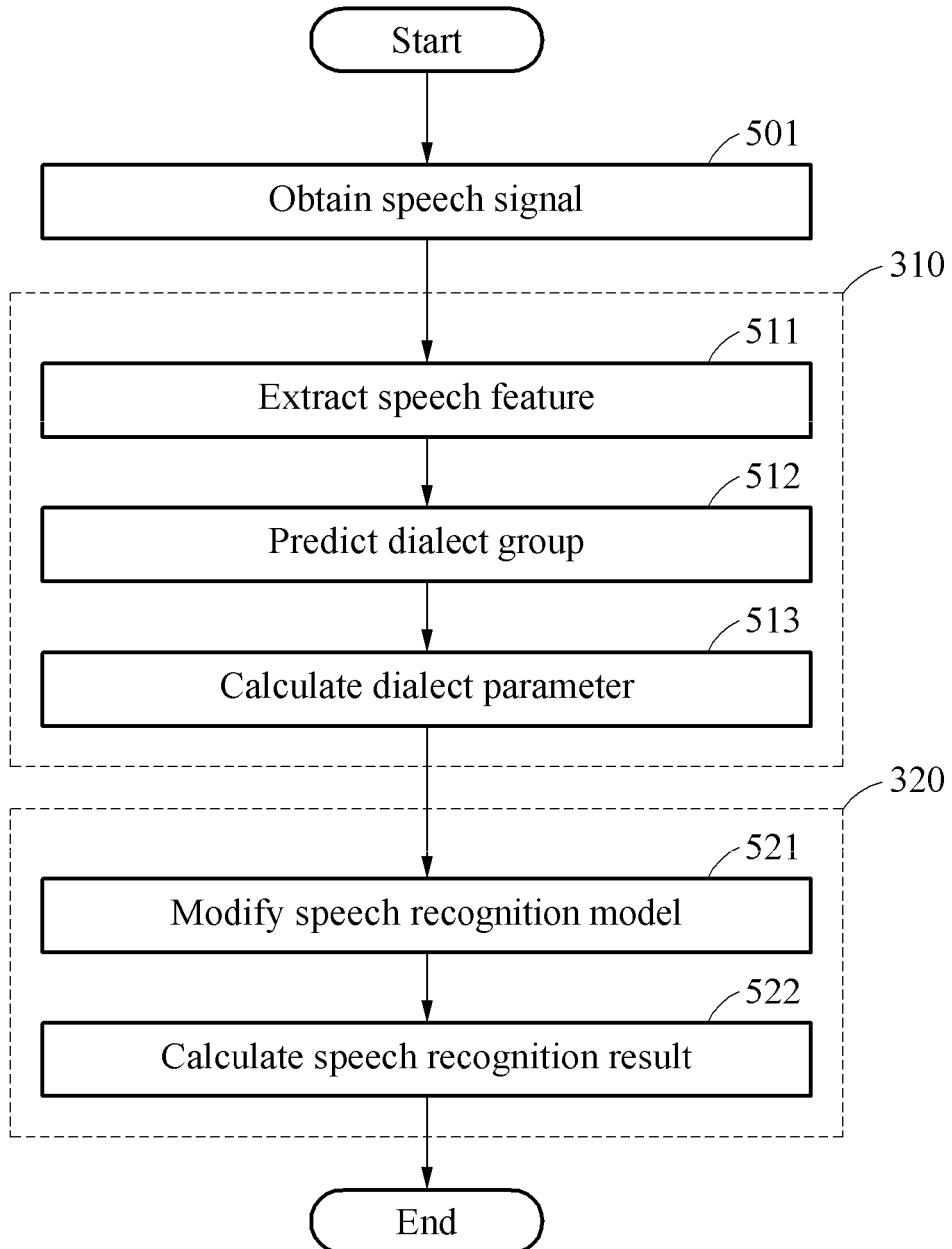 Start
501
Obtain speech signal
310
511
Extract speech feature
512
Predict dialect group
513
Calculate dialect parameter
320
521
Modify speech recognition model
522
Calculate speech recognition result
End